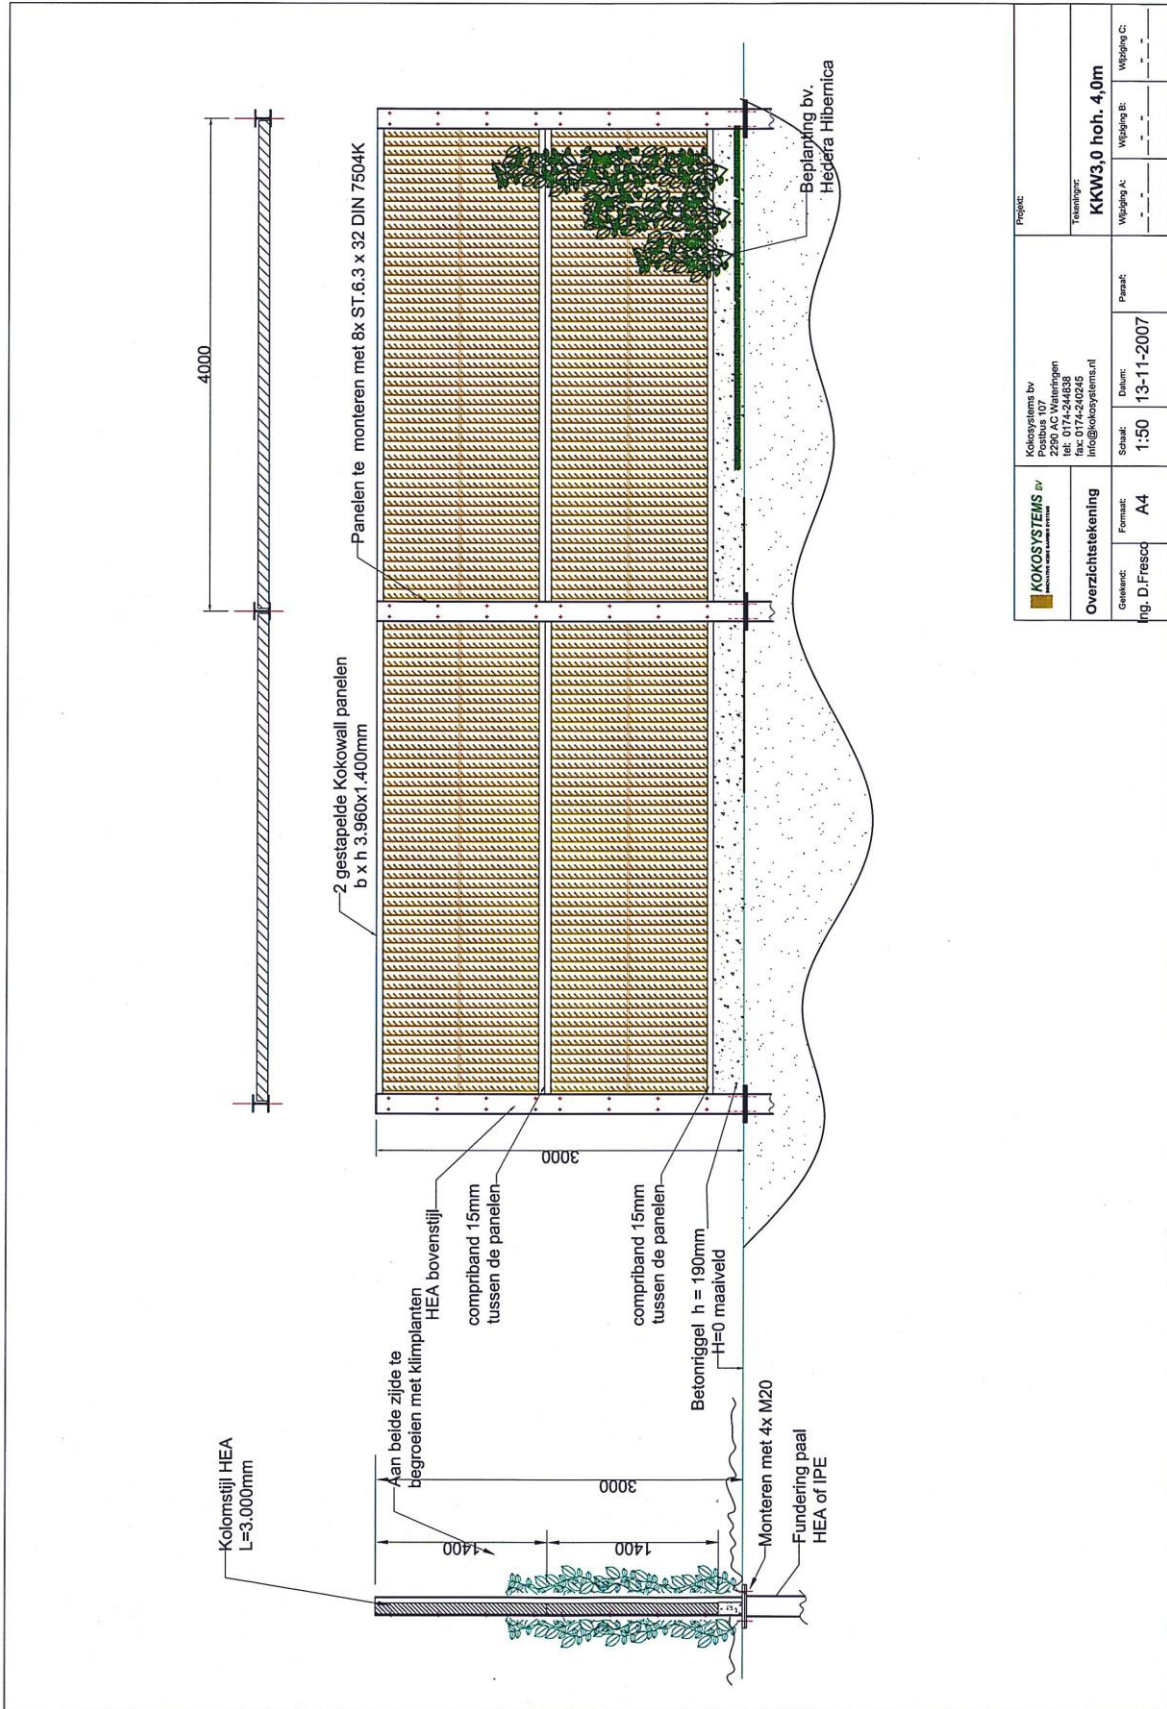 4000
2 gestapelde Kokowall panelen
b x h 3.960x1.400mm
Panelen te monteren met 8x ST.6.3 x 32 DIN 7504K
Kolomstijl HEA
L=3.000mm
Aan beide zijde te
begroeien met klimplanten
HEA bovenstijl
compriband 15mm
tussen de panelen
compriband 15mm
tussen de panelen
Betonriggel h = 190mm
H=0 maaiveld
3000
3000
1400
1400
Monteren met 4x M20
Fundering paal
HEA of IPE
Beplanting bv.
Hedera Hibernica
KOKOSYSTEMS BV
INNOVATIVE NOISE BARRIER SYSTEMS
Kokosystems bv
Postbus 107
2290 AC Wateringen
tel: 0174-244838
fax: 0174-240245
info@kokosystems.nl
Projekt:
Overzichtstekening
Tekeningnr:
KKW3,0 hoh. 4,0m
Getekend:
Ing. D.Fresco
Formaat:
A4
Schaal:
1:50
Datum:
13-11-2007
Paraaf:
Wijziging A:
Wijziging B:
Wijziging C: